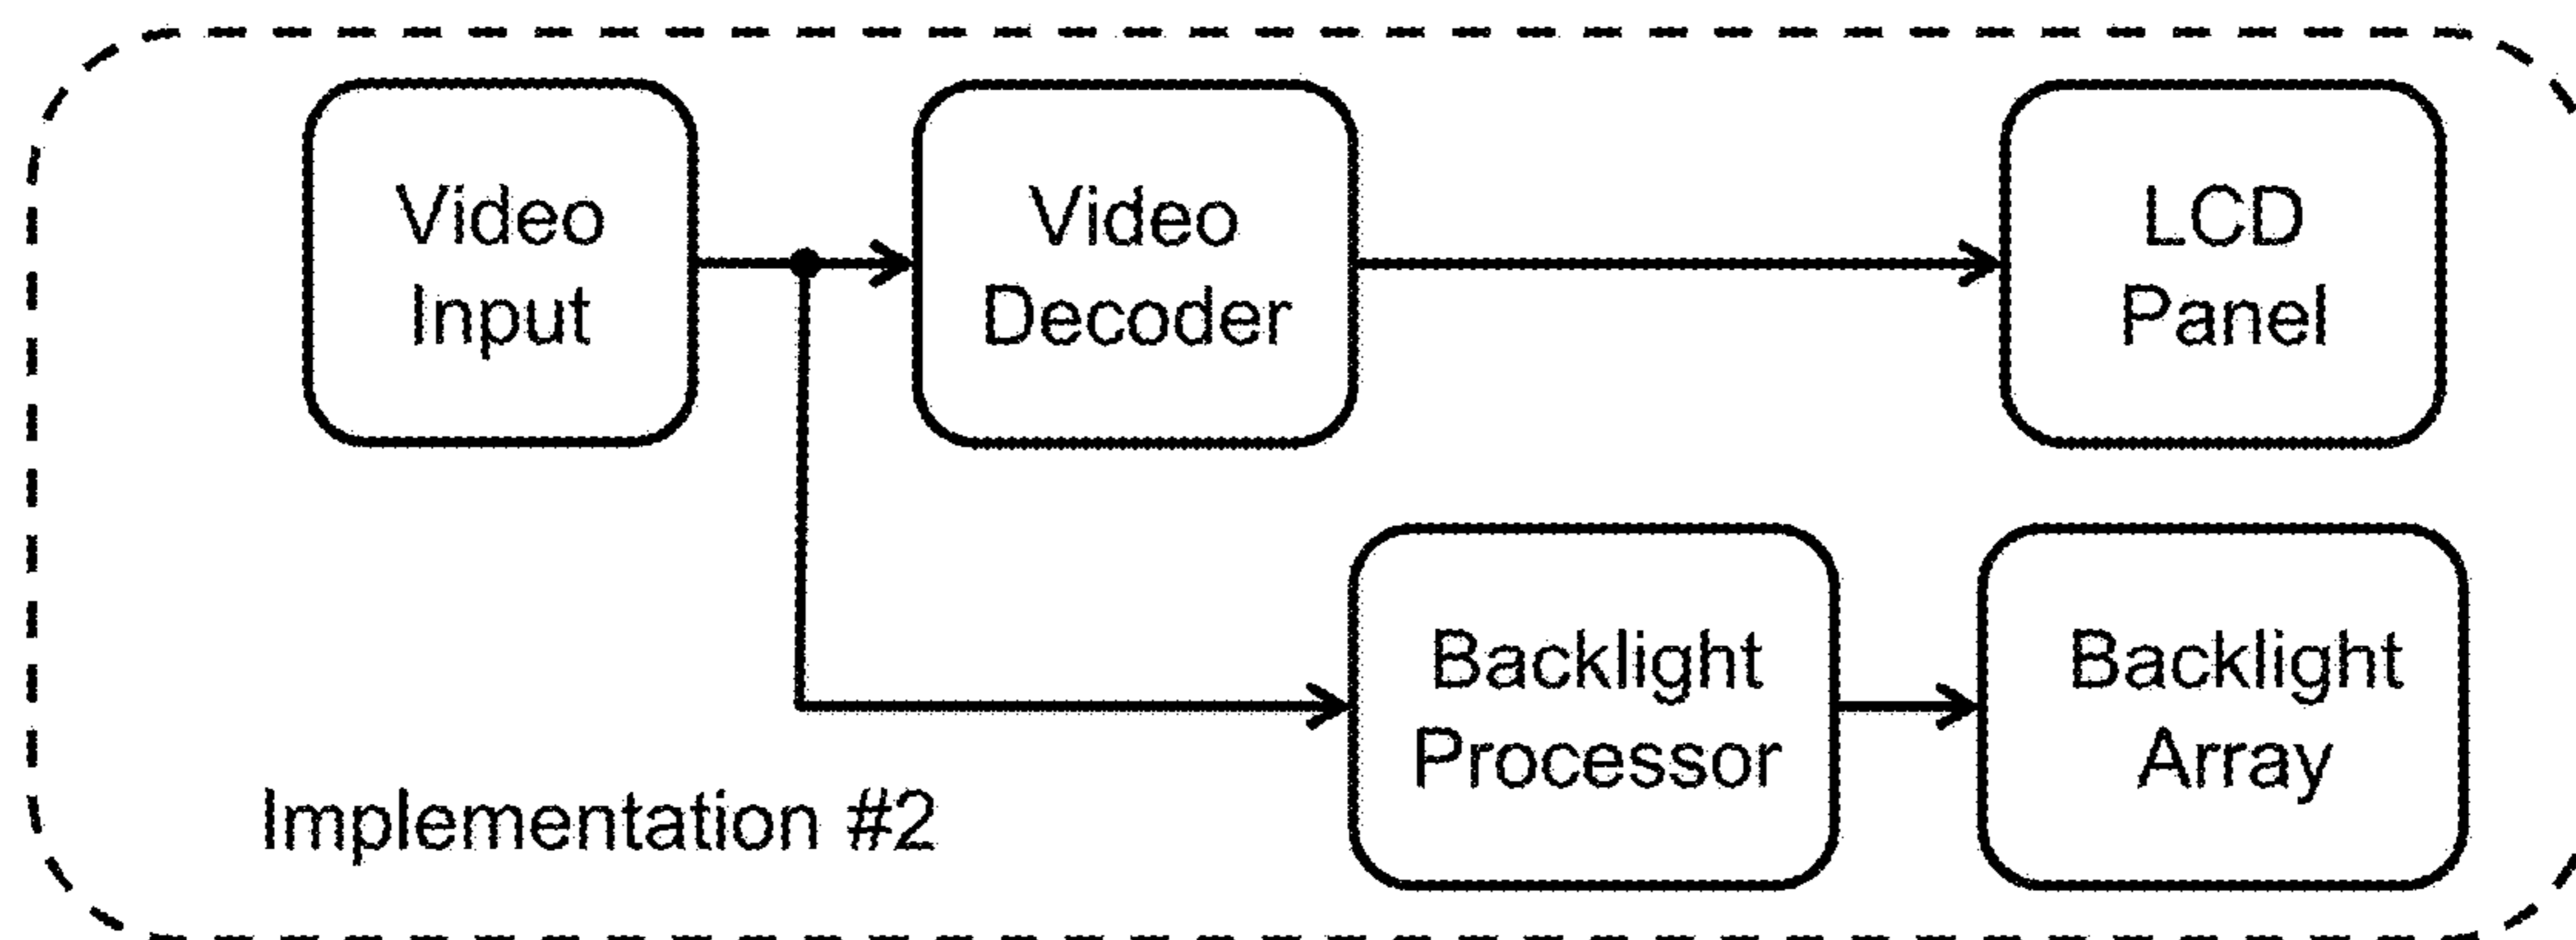 Video
Input
Video
Decoder
LCD
Panel
Backlight
Processor
Backlight
Array
Implementation #2